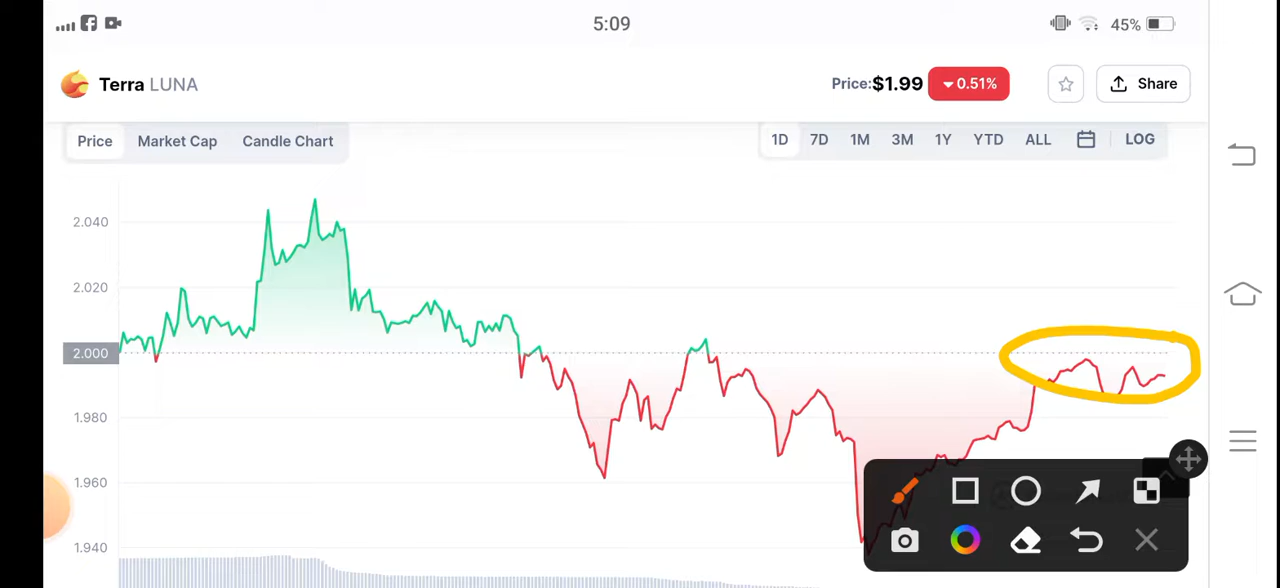 5:09
45%
Terra LUNA
Price:$1.99 0.51%
Share
Price Market Cap Candle Chart
1D 7D 1M 3M 1Y YTD ALL LOG
2.040
2.020
2.000
1.980
1.960
1.940